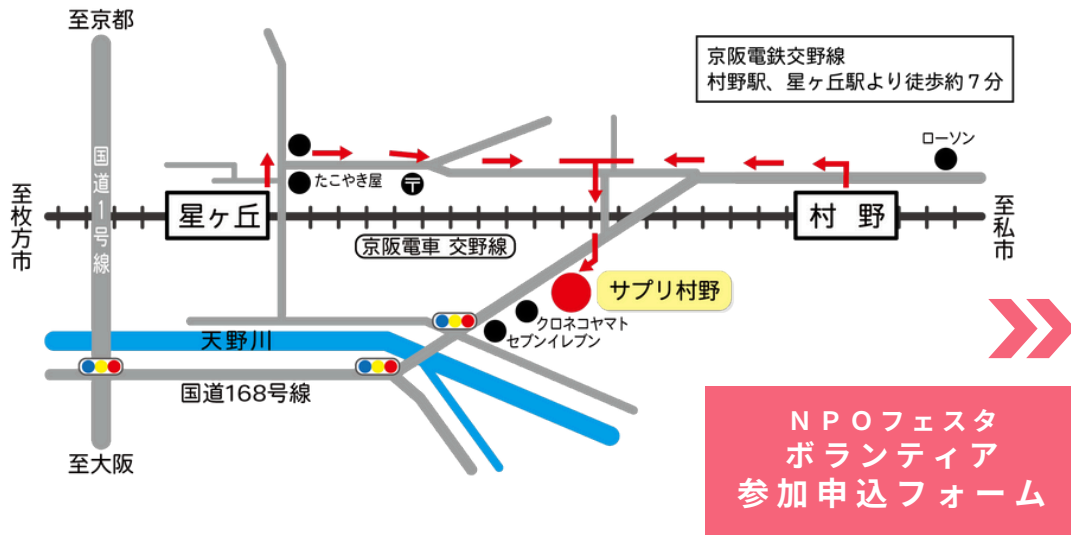 至京都
京阪電鉄交野線
村野駅、星ヶ丘駅より徒歩約7分
ローソン
国道1号線
たこやき屋
〒
至枚方市
星ヶ丘
村 野
至私市
京阪電車 交野線
サプリ村野
クロネコヤマト
セブンイレブン
天野川
国道168号線
至大阪
NPOフェスタ
ボランティア
参加申込フォーム